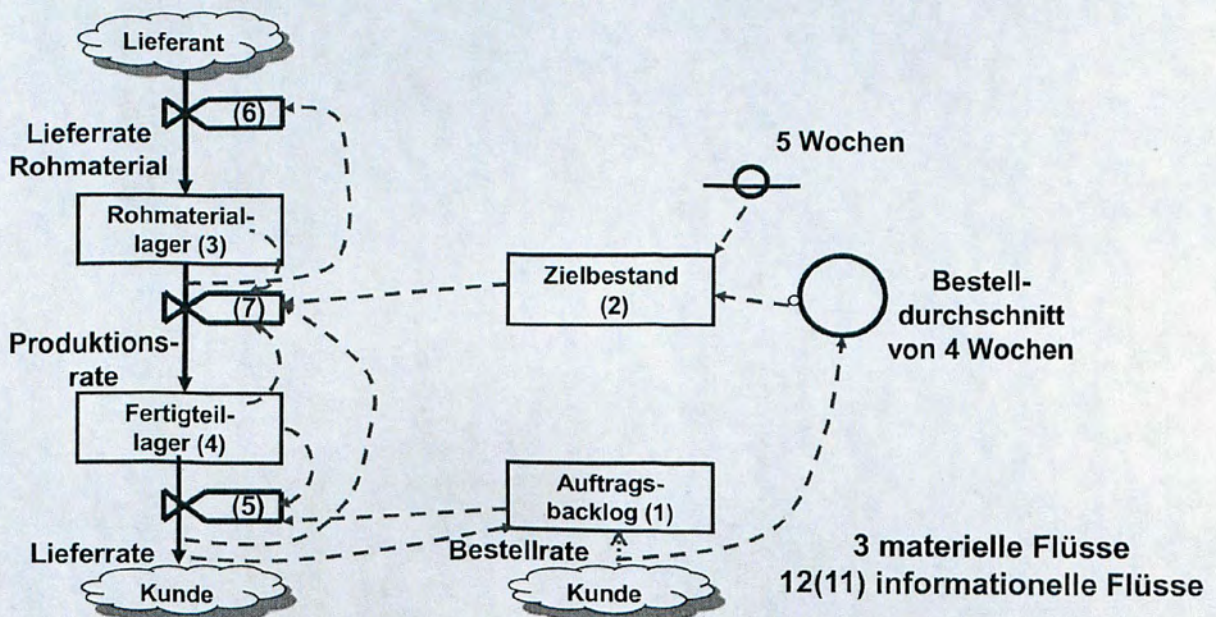 Lieferant
(6)
Lieferrate
Rohmaterial
5 Wochen
Rohmaterial-
lager (3)
Zielbestand
(2)
Bestell-
durchschnitt
von 4 Wochen
(7)
Produktions-
rate
Fertigteil-
lager (4)
Auftrags-
backlog (1)
(5)
Lieferrate
Bestellrate
Kunde
Kunde
3 materielle Flüsse
12(11) informationelle Flüsse